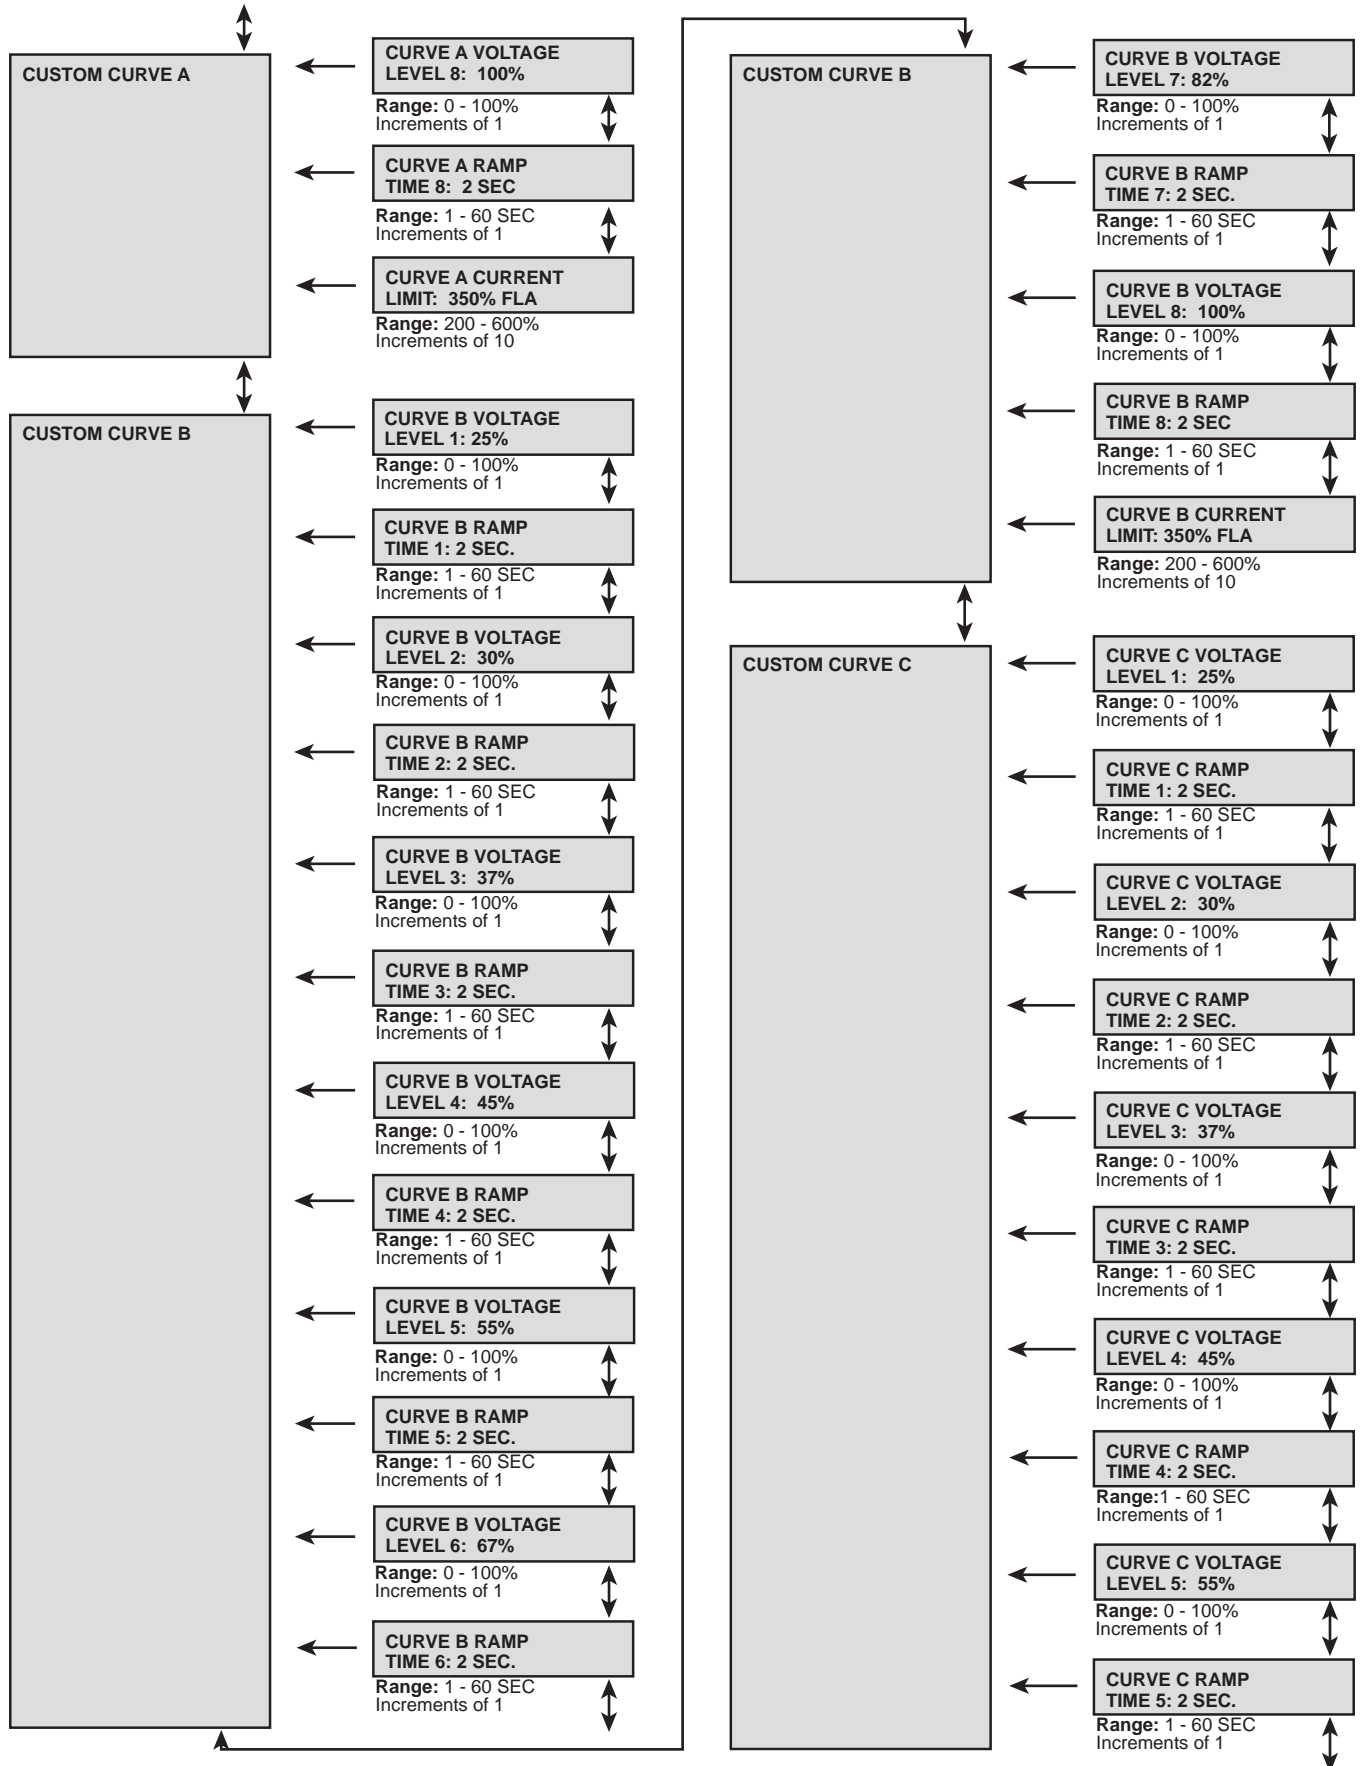 CUSTOM CURVE A
CURVE A VOLTAGE
LEVEL 8: 100%
Range: 0 - 100%
Increments of 1
CURVE A RAMP
TIME 8: 2 SEC
Range: 1 - 60 SEC
Increments of 1
CURVE A CURRENT
LIMIT: 350% FLA
Range: 200 - 600%
Increments of 10
CUSTOM CURVE B
CURVE B VOLTAGE
LEVEL 1: 25%
Range: 0 - 100%
Increments of 1
CURVE B RAMP
TIME 1: 2 SEC.
Range: 1 - 60 SEC
Increments of 1
CURVE B VOLTAGE
LEVEL 2: 30%
Range: 0 - 100%
Increments of 1
CURVE B RAMP
TIME 2: 2 SEC.
Range: 1 - 60 SEC
Increments of 1
CURVE B VOLTAGE
LEVEL 3: 37%
Range: 0 - 100%
Increments of 1
CURVE B RAMP
TIME 3: 2 SEC.
Range: 1 - 60 SEC
Increments of 1
CURVE B VOLTAGE
LEVEL 4: 45%
Range: 0 - 100%
Increments of 1
CURVE B RAMP
TIME 4: 2 SEC.
Range: 1 - 60 SEC
Increments of 1
CURVE B VOLTAGE
LEVEL 5: 55%
Range: 0 - 100%
Increments of 1
CURVE B RAMP
TIME 5: 2 SEC.
Range: 1 - 60 SEC
Increments of 1
CURVE B VOLTAGE
LEVEL 6: 67%
Range: 0 - 100%
Increments of 1
CURVE B RAMP
TIME 6: 2 SEC.
Range: 1 - 60 SEC
Increments of 1
CUSTOM CURVE B
CURVE B VOLTAGE
LEVEL 7: 82%
Range: 0 - 100%
Increments of 1
CURVE B RAMP
TIME 7: 2 SEC.
Range: 1 - 60 SEC
Increments of 1
CURVE B VOLTAGE
LEVEL 8: 100%
Range: 0 - 100%
Increments of 1
CURVE B RAMP
TIME 8: 2 SEC
Range: 1 - 60 SEC
Increments of 1
CURVE B CURRENT
LIMIT: 350% FLA
Range: 200 - 600%
Increments of 10
CUSTOM CURVE C
CURVE C VOLTAGE
LEVEL 1: 25%
Range: 0 - 100%
Increments of 1
CURVE C RAMP
TIME 1: 2 SEC.
Range: 1 - 60 SEC
Increments of 1
CURVE C VOLTAGE
LEVEL 2: 30%
Range: 0 - 100%
Increments of 1
CURVE C RAMP
TIME 2: 2 SEC.
Range: 1 - 60 SEC
Increments of 1
CURVE C VOLTAGE
LEVEL 3: 37%
Range: 0 - 100%
Increments of 1
CURVE C RAMP
TIME 3: 2 SEC.
Range: 1 - 60 SEC
Increments of 1
CURVE C VOLTAGE
LEVEL 4: 45%
Range: 0 - 100%
Increments of 1
CURVE C RAMP
TIME 4: 2 SEC.
Range:1 - 60 SEC
Increments of 1
CURVE C VOLTAGE
LEVEL 5: 55%
Range: 0 - 100%
Increments of 1
CURVE C RAMP
TIME 5: 2 SEC.
Range: 1 - 60 SEC
Increments of 1